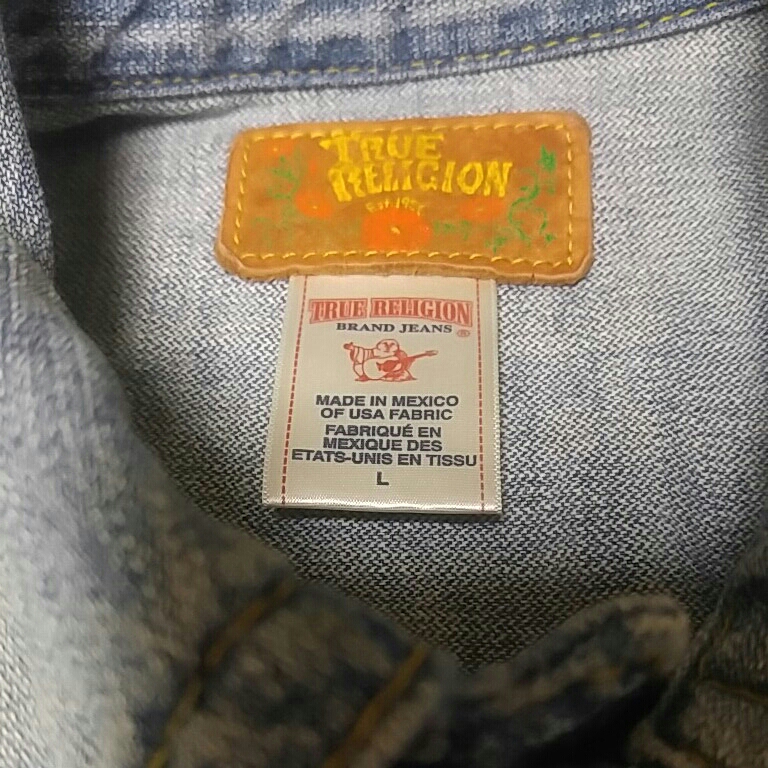 TRUE
RELIGION
TRUE RELIGION
BRAND JEANS ®
MADE IN MEXICO
OF USA FABRIC
FABRIQUÉ EN
MEXIQUE DES
ETATS-UNIS EN TISSU
L